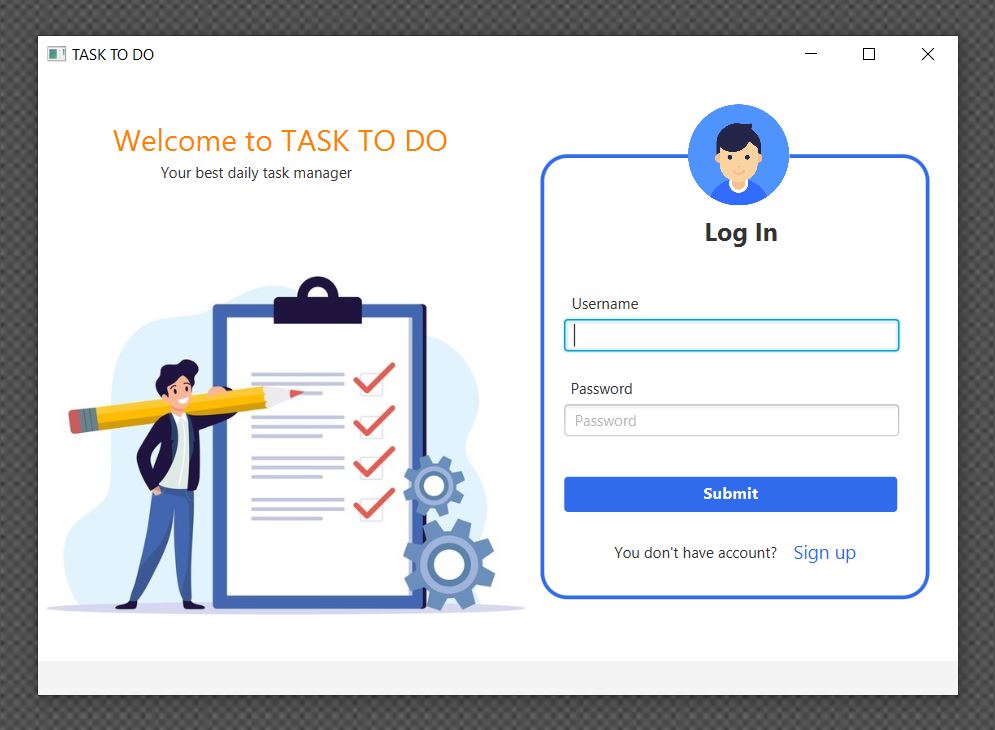 TASK TO DO
Welcome to TASK TO DO
Your best daily task manager
Log In
Username
Password
Password
Submit
You don't have account? Sign up